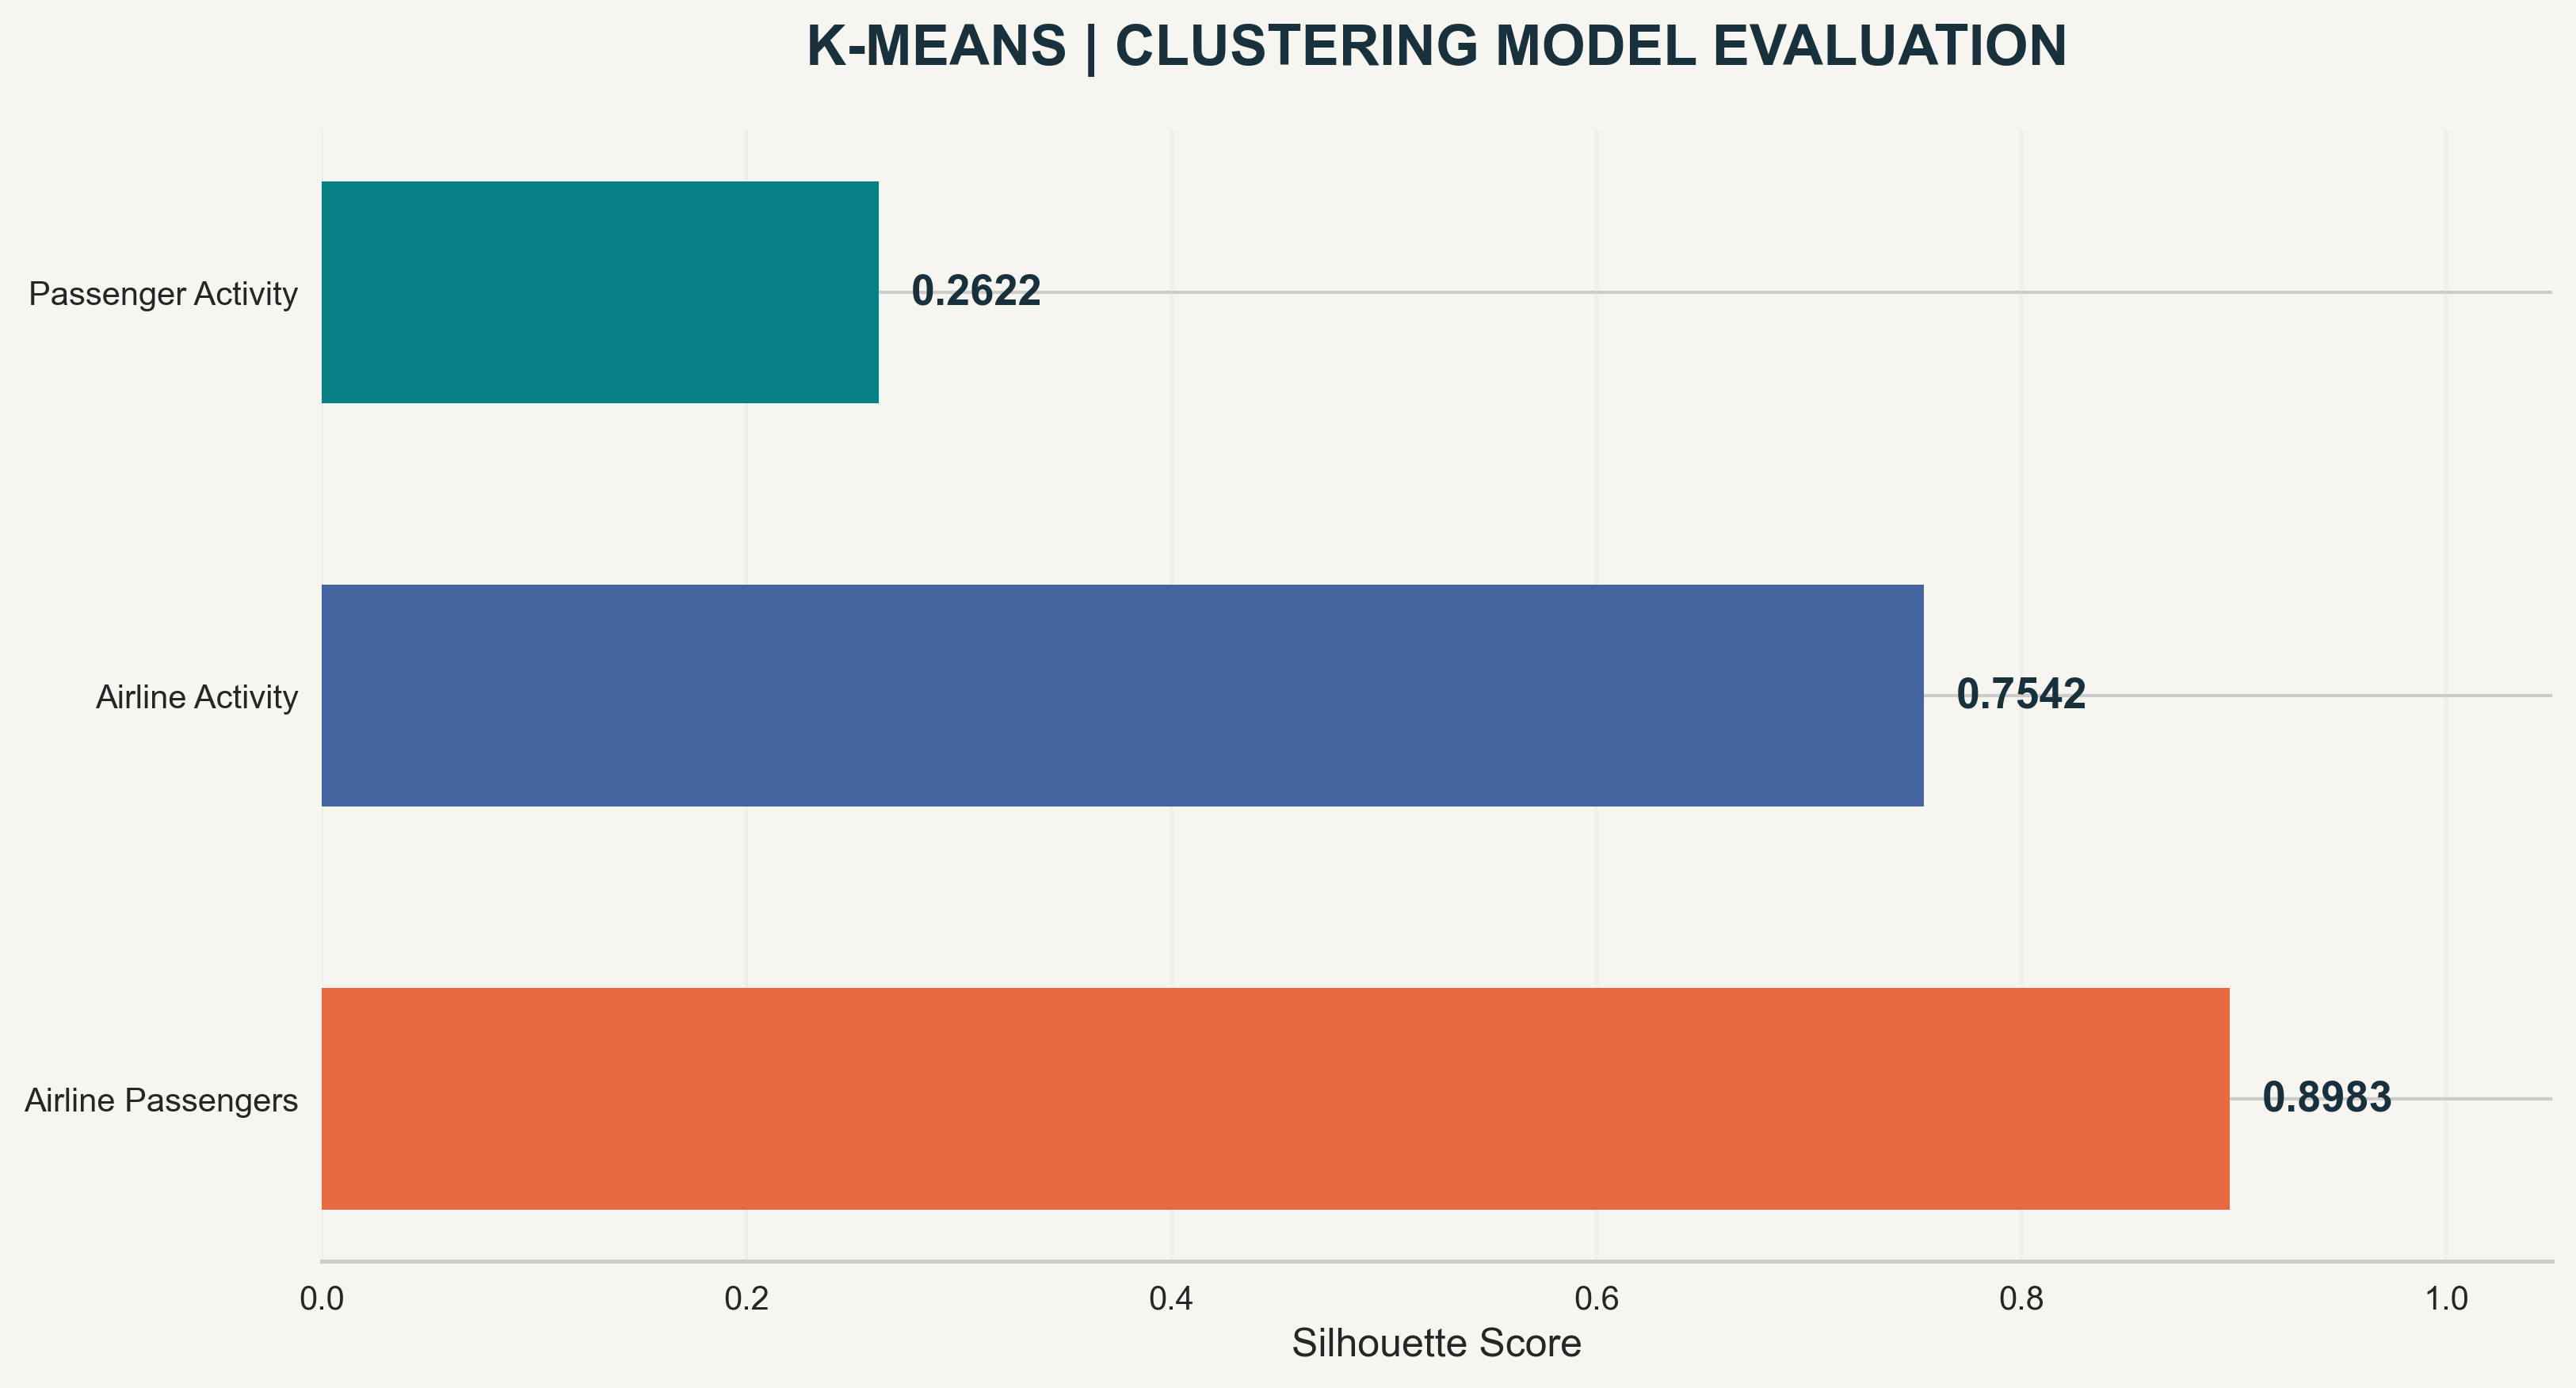 K-MEANS | CLUSTERING MODEL EVALUATION
Passenger Activity
0.2622
Airline Activity
0.7542
Airline Passengers
0.8983
0.0 0.2 0.4 0.6 0.8 1.0
Silhouette Score